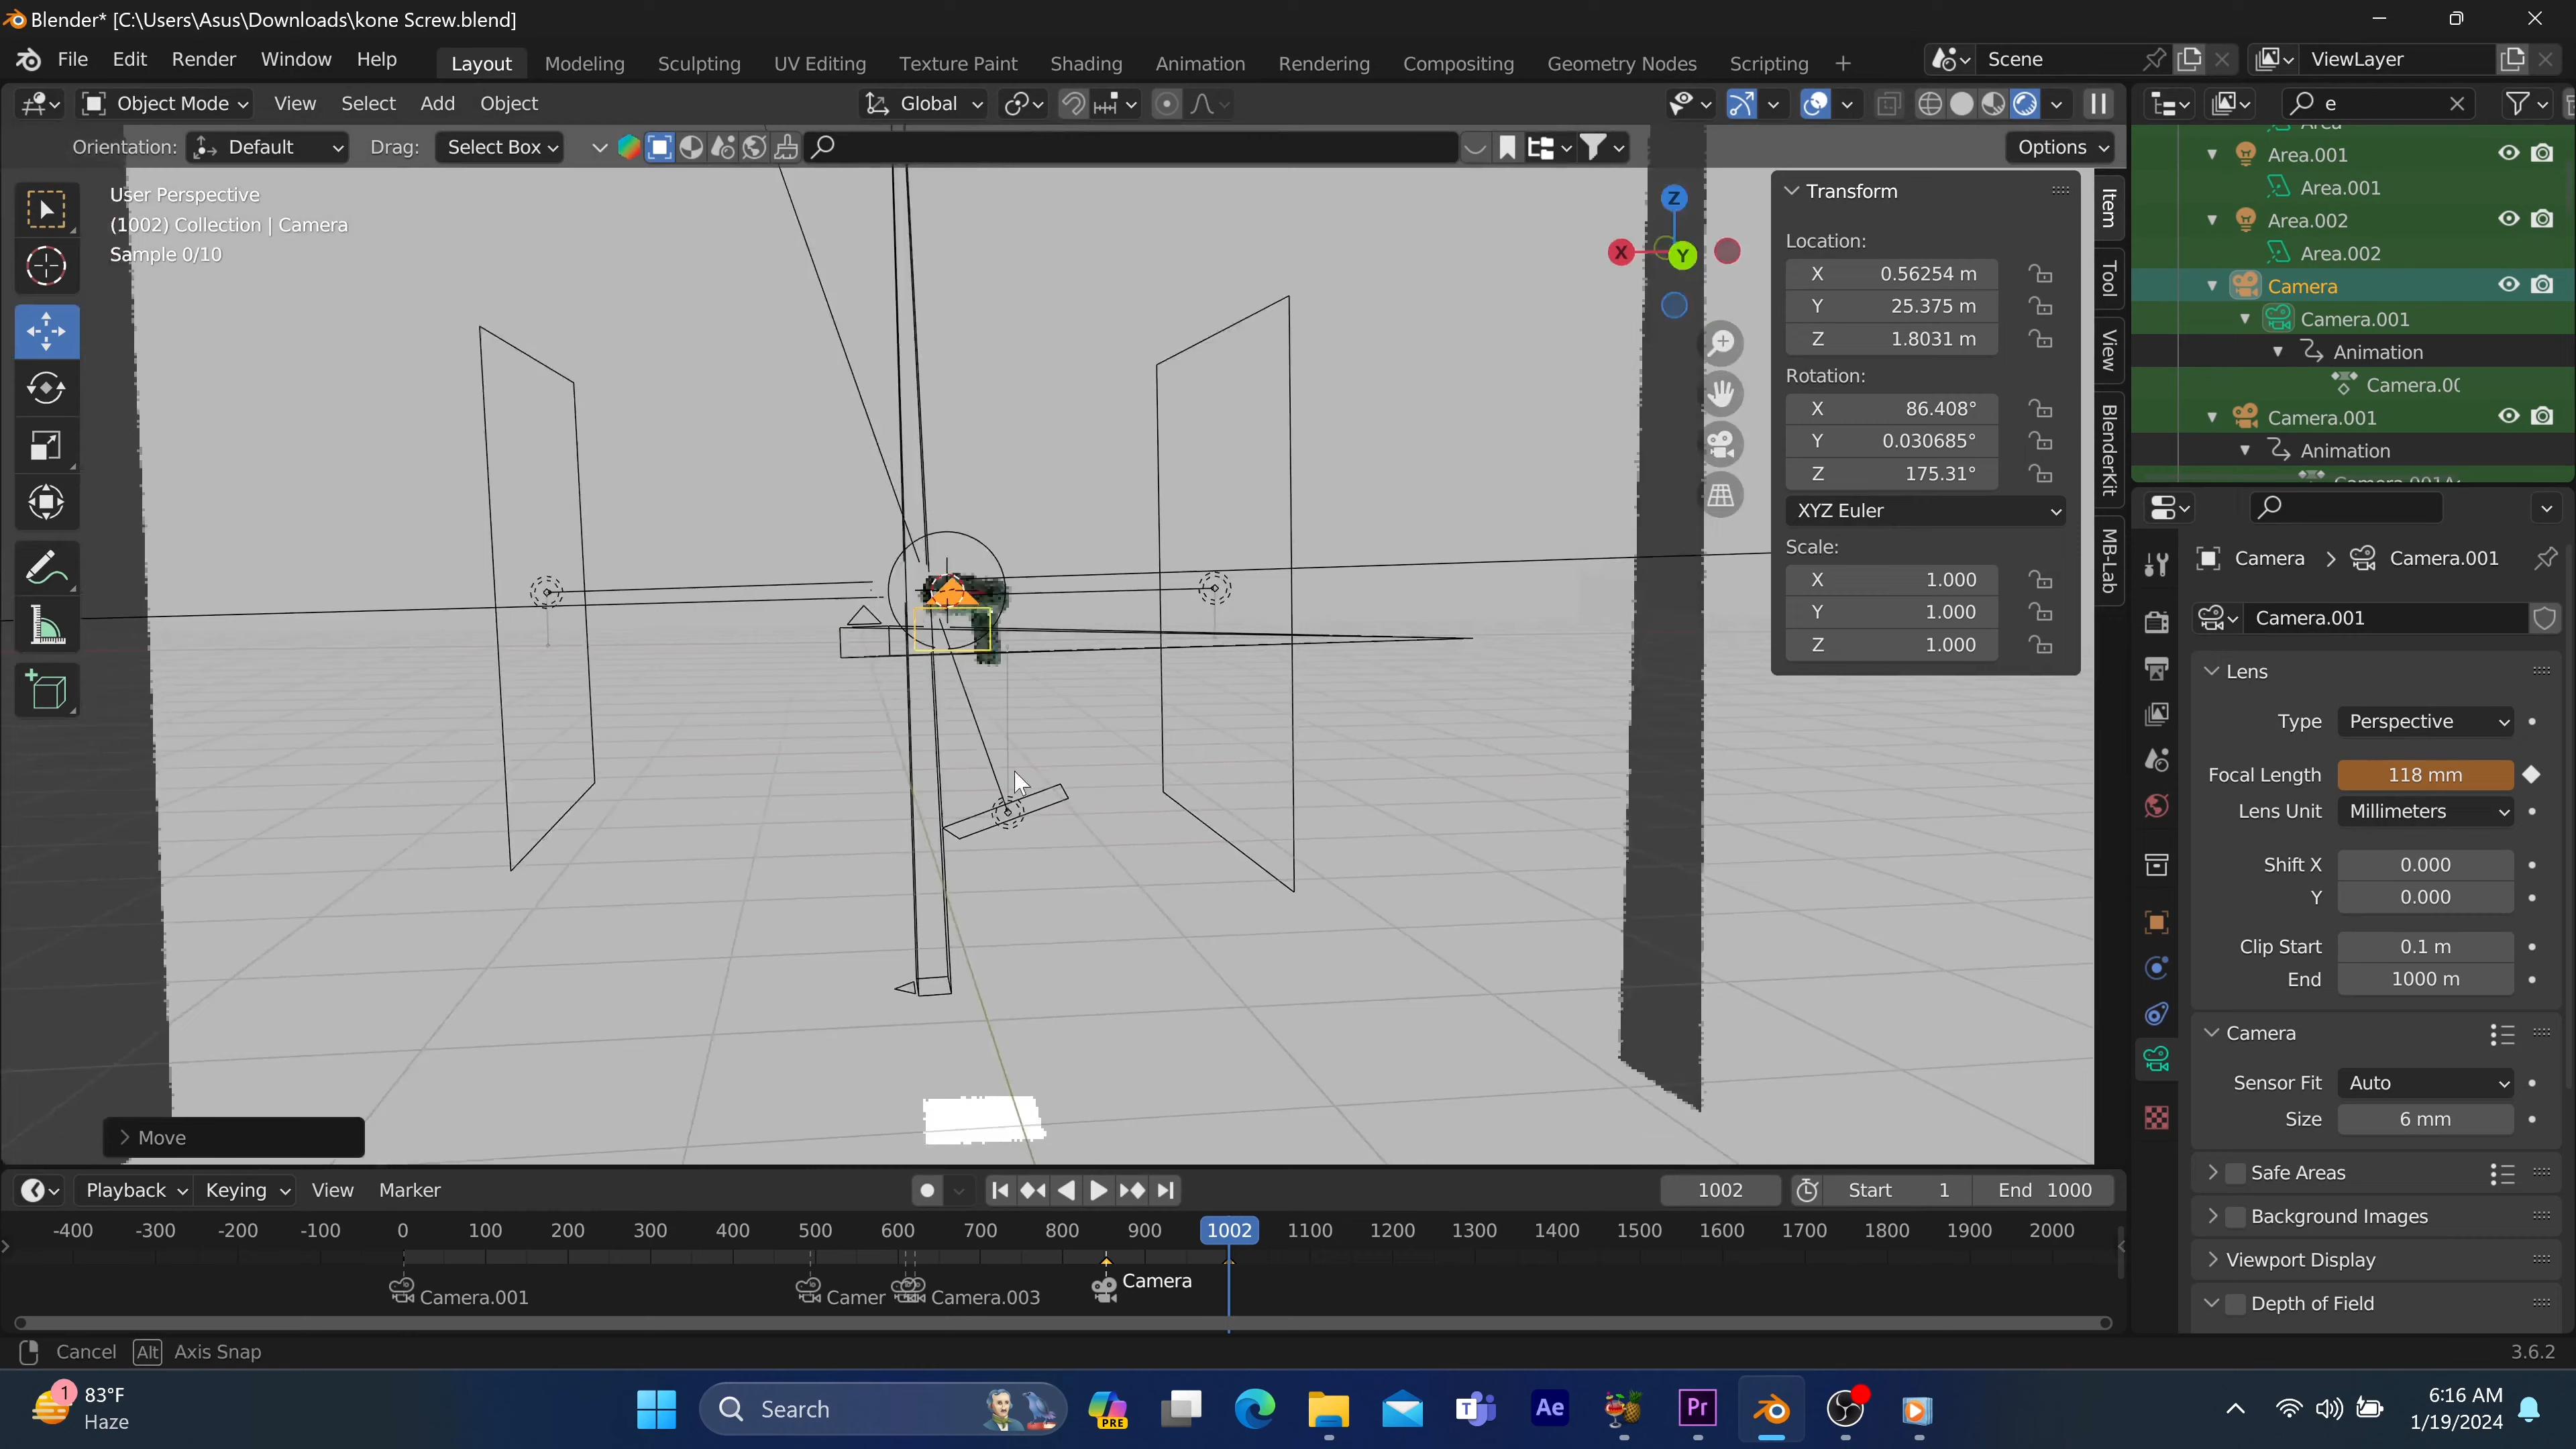 Blender* [C:\Users\Asus\Downloads\kone Screw.blend]
File Edit Render Window Help Layout Modeling Sculpting UV Editing Texture Paint Shading Animation Rendering Compositing Geometry Nodes Scripting + Scene ViewLayer
Object Mode View Select Add Object Global e
Orientation: Default Drag: Select Box Options
User Perspective
(1002) Collection | Camera
Sample 0/10
X Y Z
Transform
Location:
X 0.56254 m
Y 25.375 m
Z 1.8031 m
Rotation:
X 86.408°
Y 0.030685°
Z 175.31°
XYZ Euler
Scale:
X 1.000
Y 1.000
Z 1.000
Item
Tool
View
BlenderKit
MB-Lab
Area
Area.001
Area.001
Area.002
Area.002
Camera
Camera.001
Animation
Camera.00
Camera.001
Animation
Camera > Camera.001
Camera.001
Lens
Type Perspective
Focal Length 118 mm
Lens Unit Millimeters
Shift X 0.000
Y 0.000
Clip Start 0.1 m
End 1000 m
Camera
Sensor Fit Auto
Size 6 mm
Safe Areas
Background Images
Viewport Display
Depth of Field
Move
Playback Keying View Marker 1002 Start 1 End 1000
-400 -300 -200 -100 0 100 200 300 400 500 600 700 800 900 1002 1100 1200 1300 1400 1500 1600 1700 1800 1900 2000
Camera.001 Camer Camera.003 Camera
Cancel Alt Axis Snap 3.6.2
1 83°F
Haze
Search
PRE
Ae
Pr
6:16 AM
1/19/2024